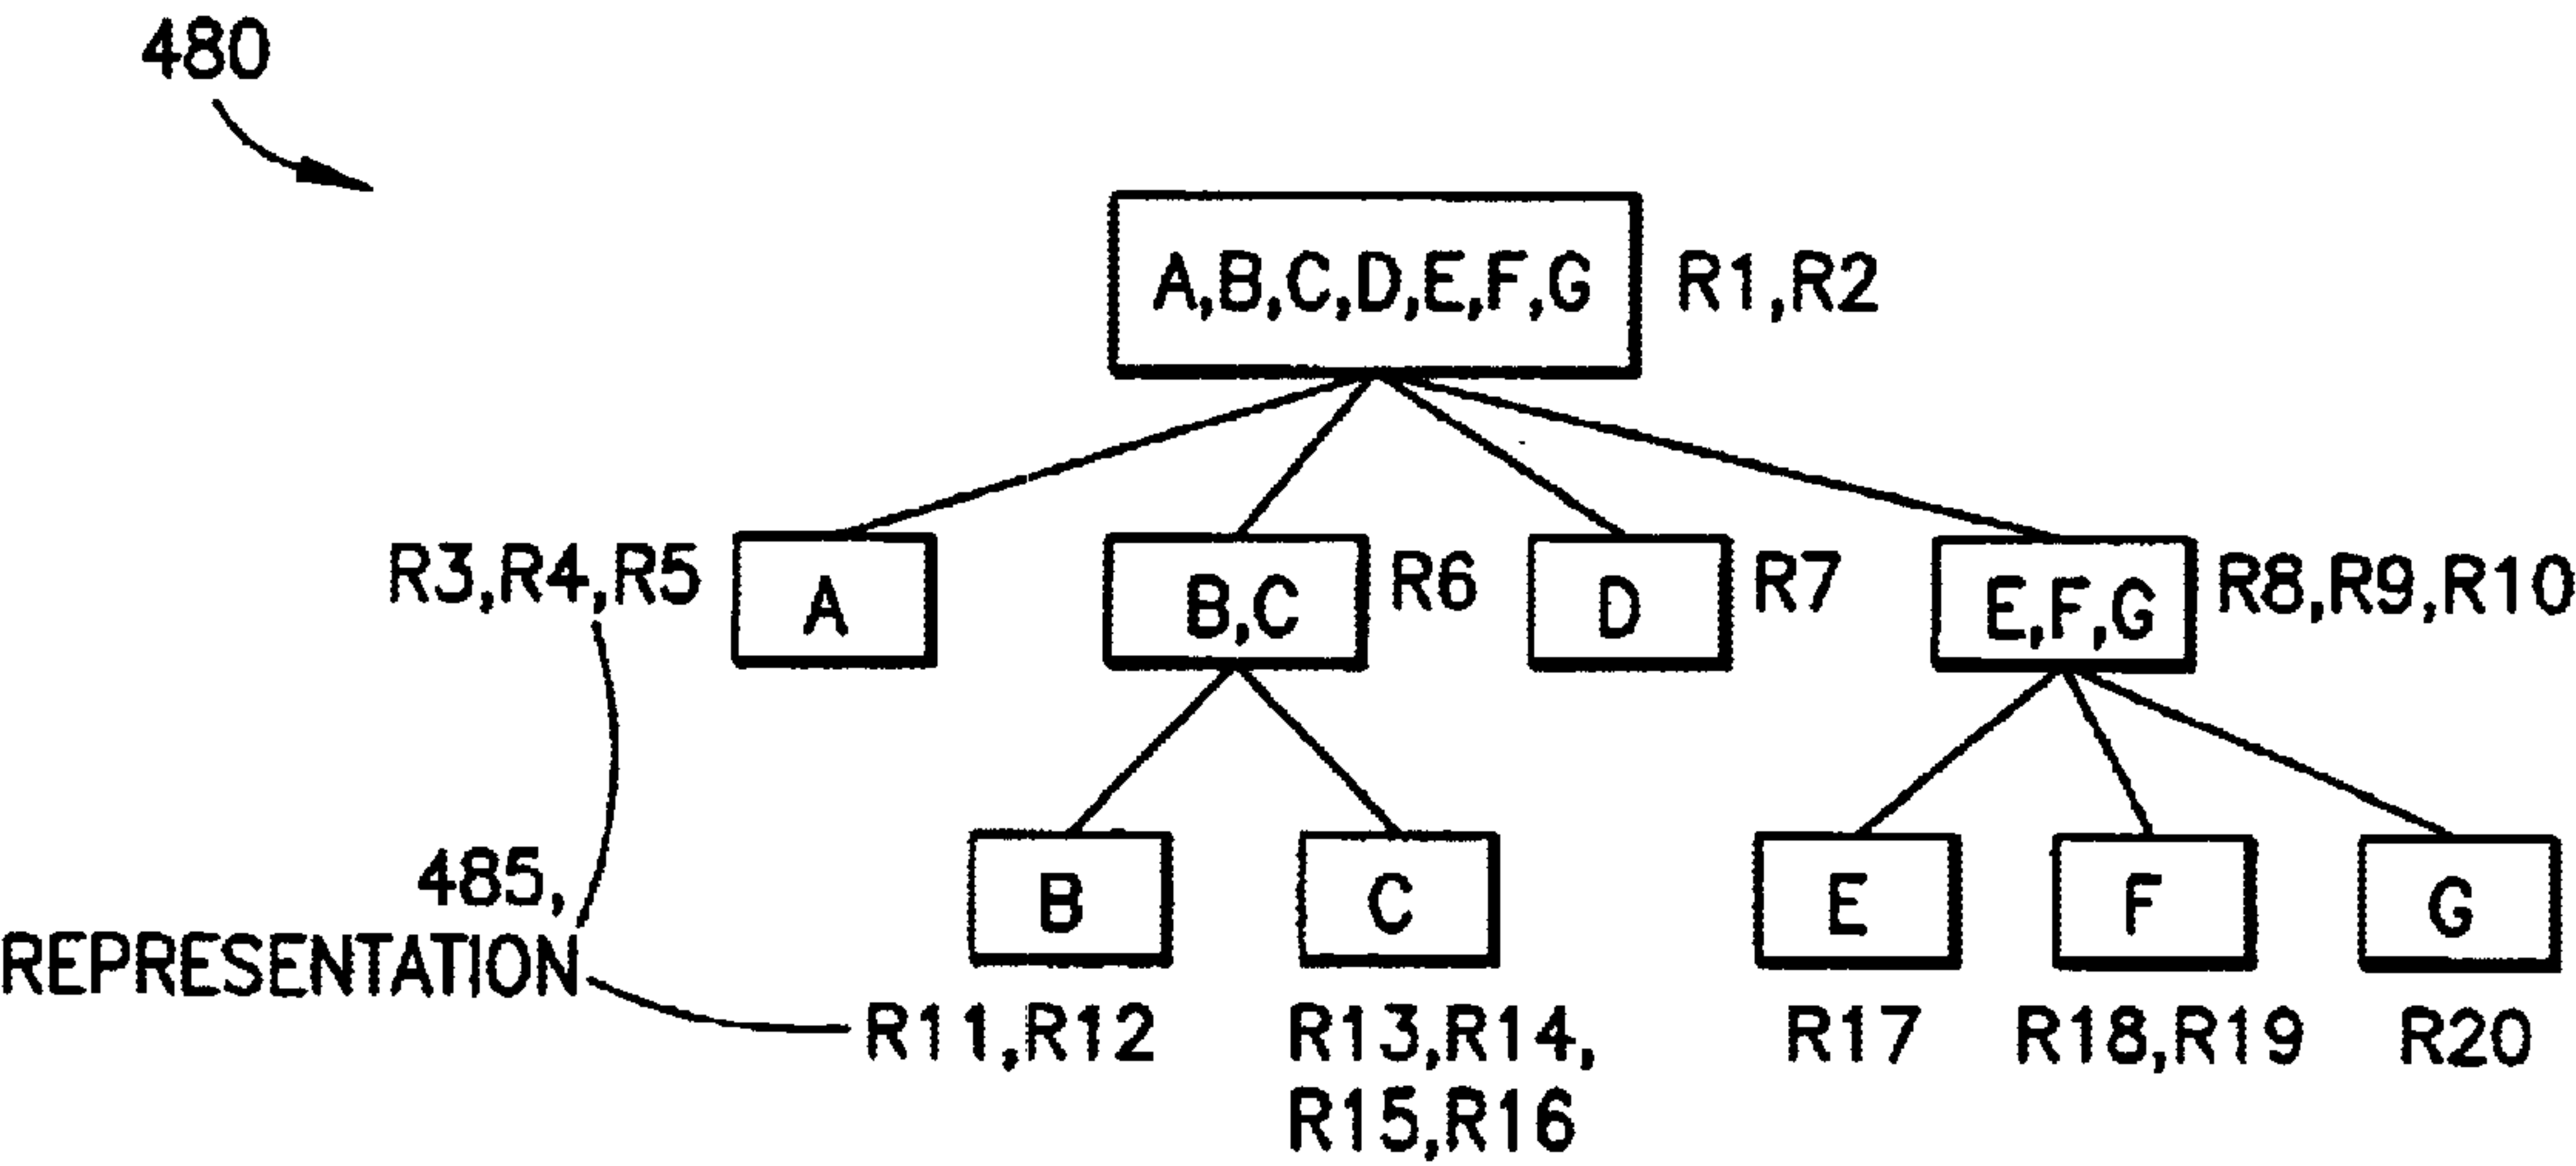 480
A,B,C,D,E,F,G R1,R2
R3,R4,R5 A B,C R6 D R7 E,F,G R8,R9,R10
485,
REPRESENTATION
B C E F G
R11,R12 R13,R14, R17 R18,R19 R20
R15,R16